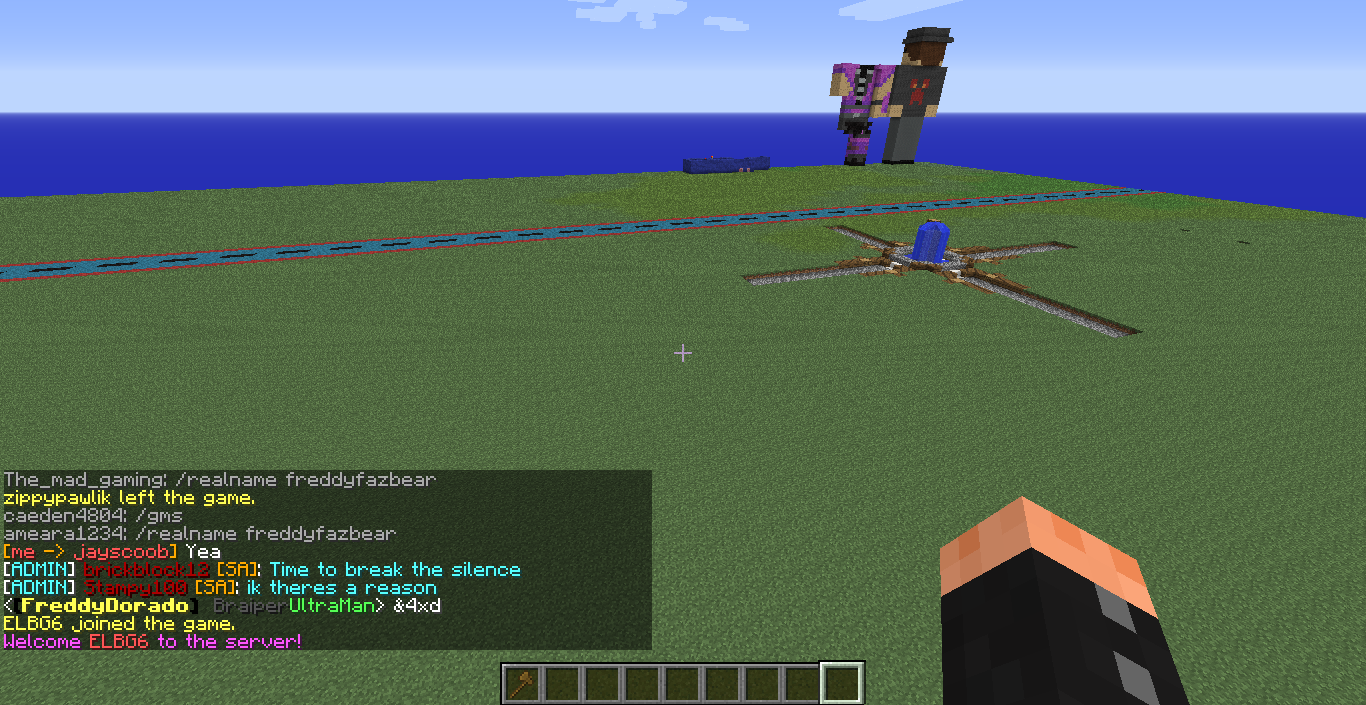 The_mad_gaming: /realname freddyfazbear
zippypawlik left the game.
caeden4804: /gms
ameara1234: /realname freddyfazbear
[me -> jayscoob] Yea
[ADMIN] brickblock12 [SA]: Time to break the silence
[ADMIN] Stampy100 [SA]: ik theres a reason
<[FreddyDorado] BraiperUltraMan> &4xd
ELBG6 joined the game.
Welcome ELBG6 to the server!